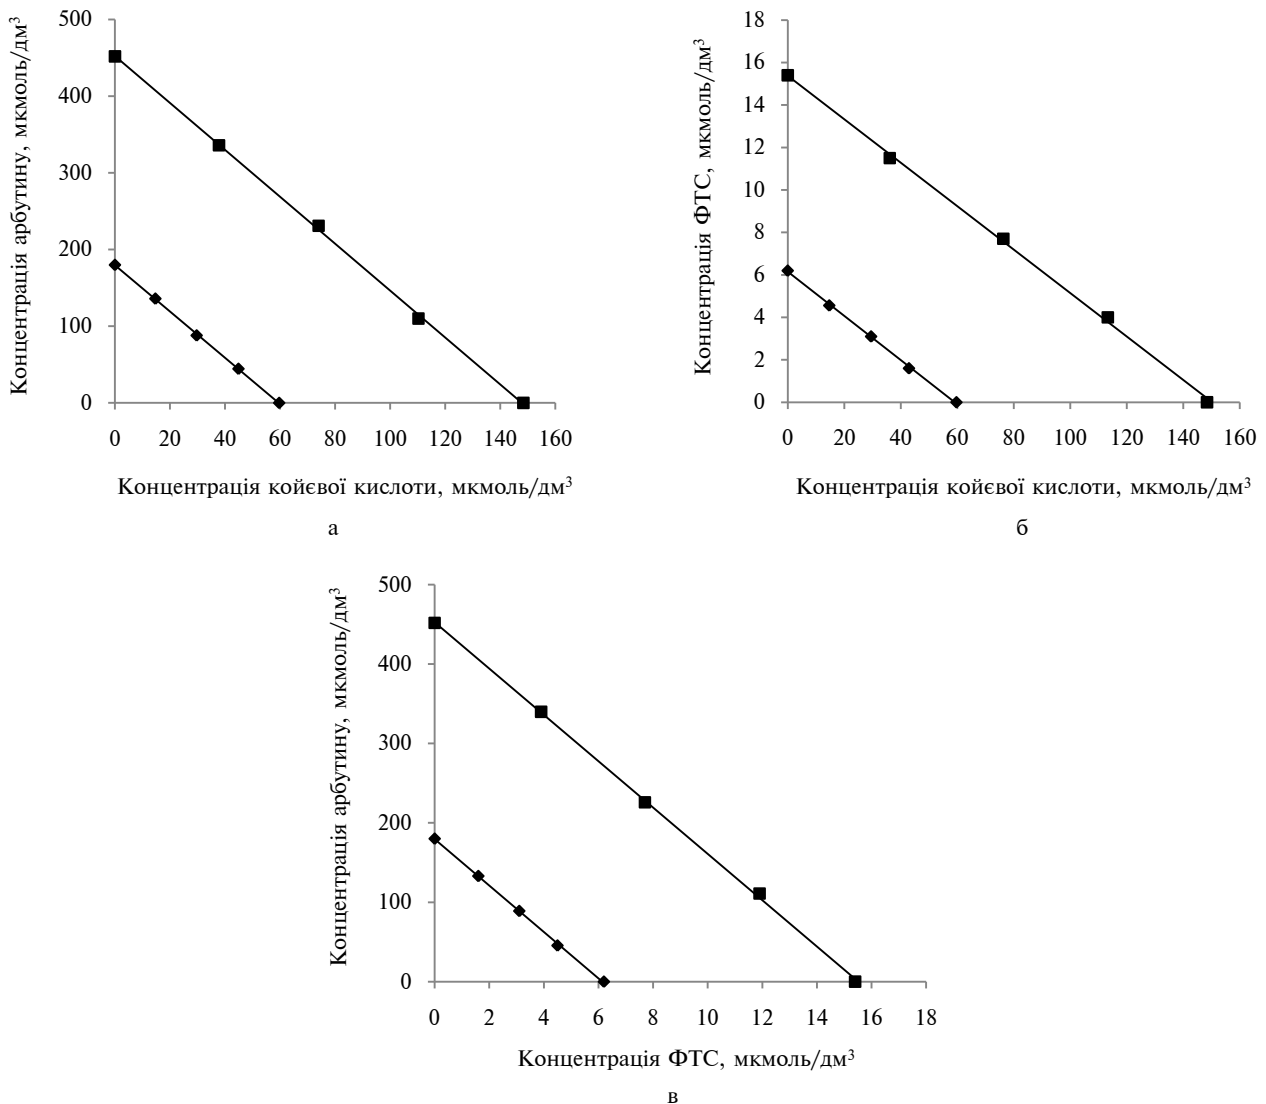 Концентрація арбутину, мкмоль/дм³
500
400
300
200
100
0
0 20 40 60 80 100 120 140 160
Концентрація койєвої кислоти, мкмоль/дм³
а
Концентрація ФТС, мкмоль/дм³
18
16
14
12
10
8
6
4
2
0
0 20 40 60 80 100 120 140 160
Концентрація койєвої кислоти, мкмоль/дм³
б
Концентрація арбутину, мкмоль/дм³
500
400
300
200
100
0
0 2 4 6 8 10 12 14 16 18
Концентрація ФТС, мкмоль/дм³
в